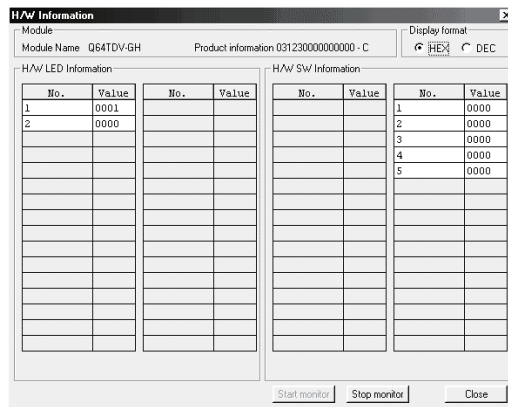 H/W Information
Module
Module Name Q64TDV-GH Product information 031230000000000 - C
Display format
HEX DEC
H/W LED Information
H/W SW Information
No. Value No. Value No. Value No. Value
1 0001 1 0000
2 0000 2 0000
3 0000
4 0000
5 0000
Start monitor Stop monitor Close